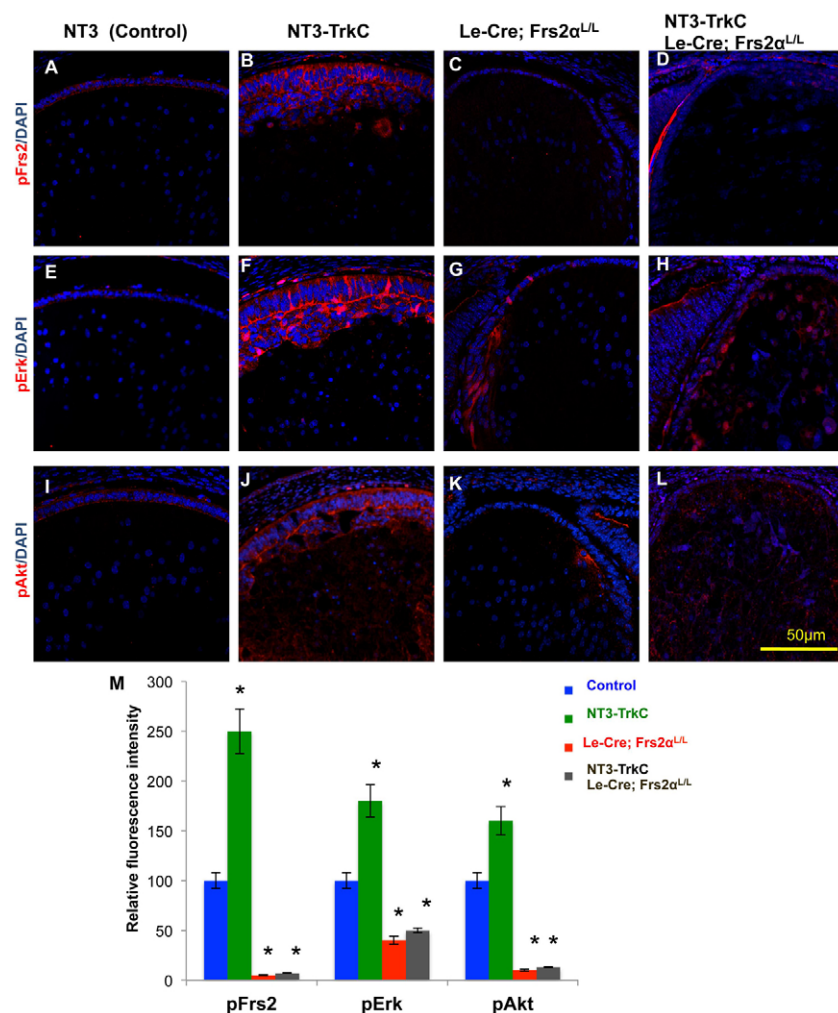 NT3 (Control)
NT3-TrkC
Le-Cre; Frs2αL/L
NT3-TrkC
Le-Cre; Frs2αL/L
pFrs2/DAPI
A
B
C
D
pErk/DAPI
E
F
G
H
pAkt/DAPI
I
J
K
L
50µm
M
Relative fluorescence intensity
300
250
200
150
100
50
0
*
* *
*
*
*
*
* *
pFrs2
pErk
pAkt
Control
NT3-TrkC
Le-Cre; Frs2αL/L
NT3-TrkC
Le-Cre; Frs2αL/L